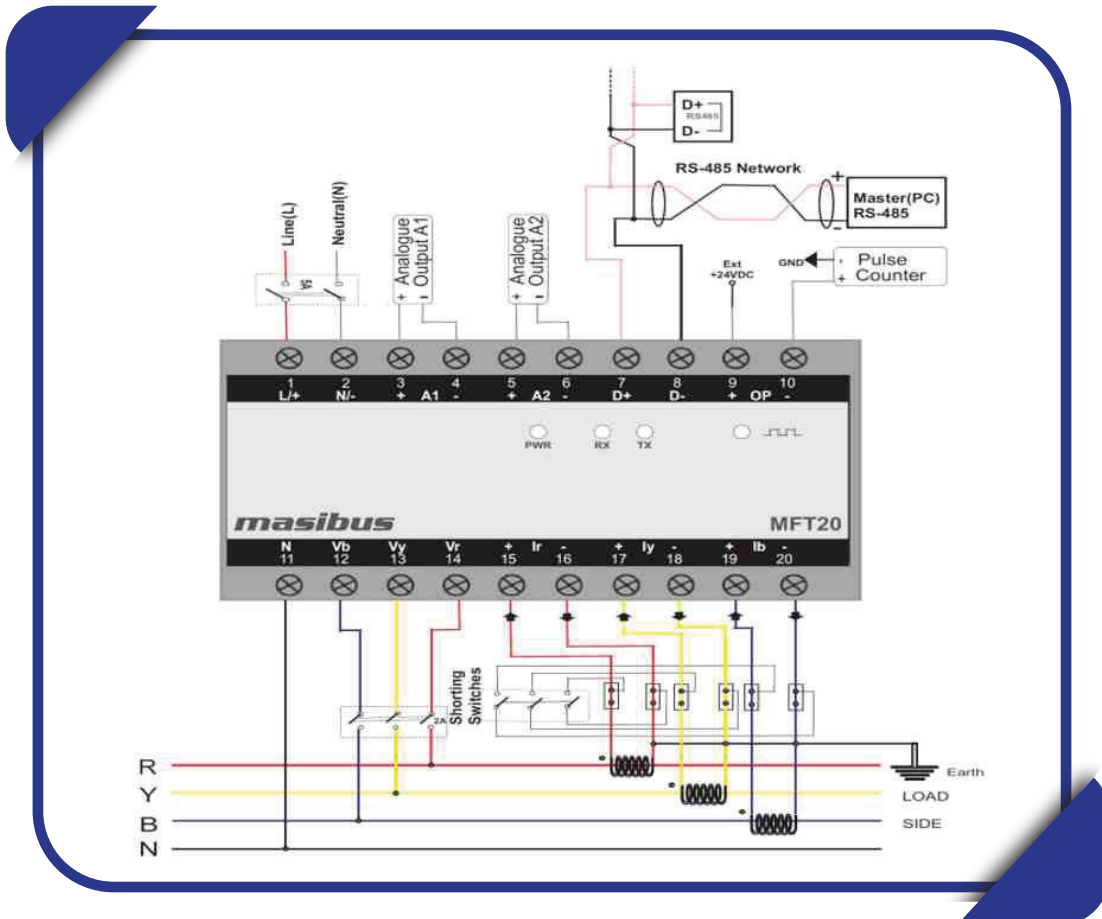 D+
RS485
D-
RS-485 Network
+
Master(PC)
RS-485
-
Line(L)
Neutral(N)
5A
+ Analogue
- Output A1
+ Analogue
- Output A2
Ext
+24VDC
GND
- Pulse
+ Counter
1 2 3 4 5 6 7 8 9 10
L/+ N/- + A1 - + A2 - D+ D- + OP -
PWR RX TX
masibus MFT20
N Vb Vy Vr + Ir - + Iy - + Ib -
11 12 13 14 15 16 17 18 19 20
2A
Shorting
Switches
R
Earth
Y
LOAD
B
SIDE
N